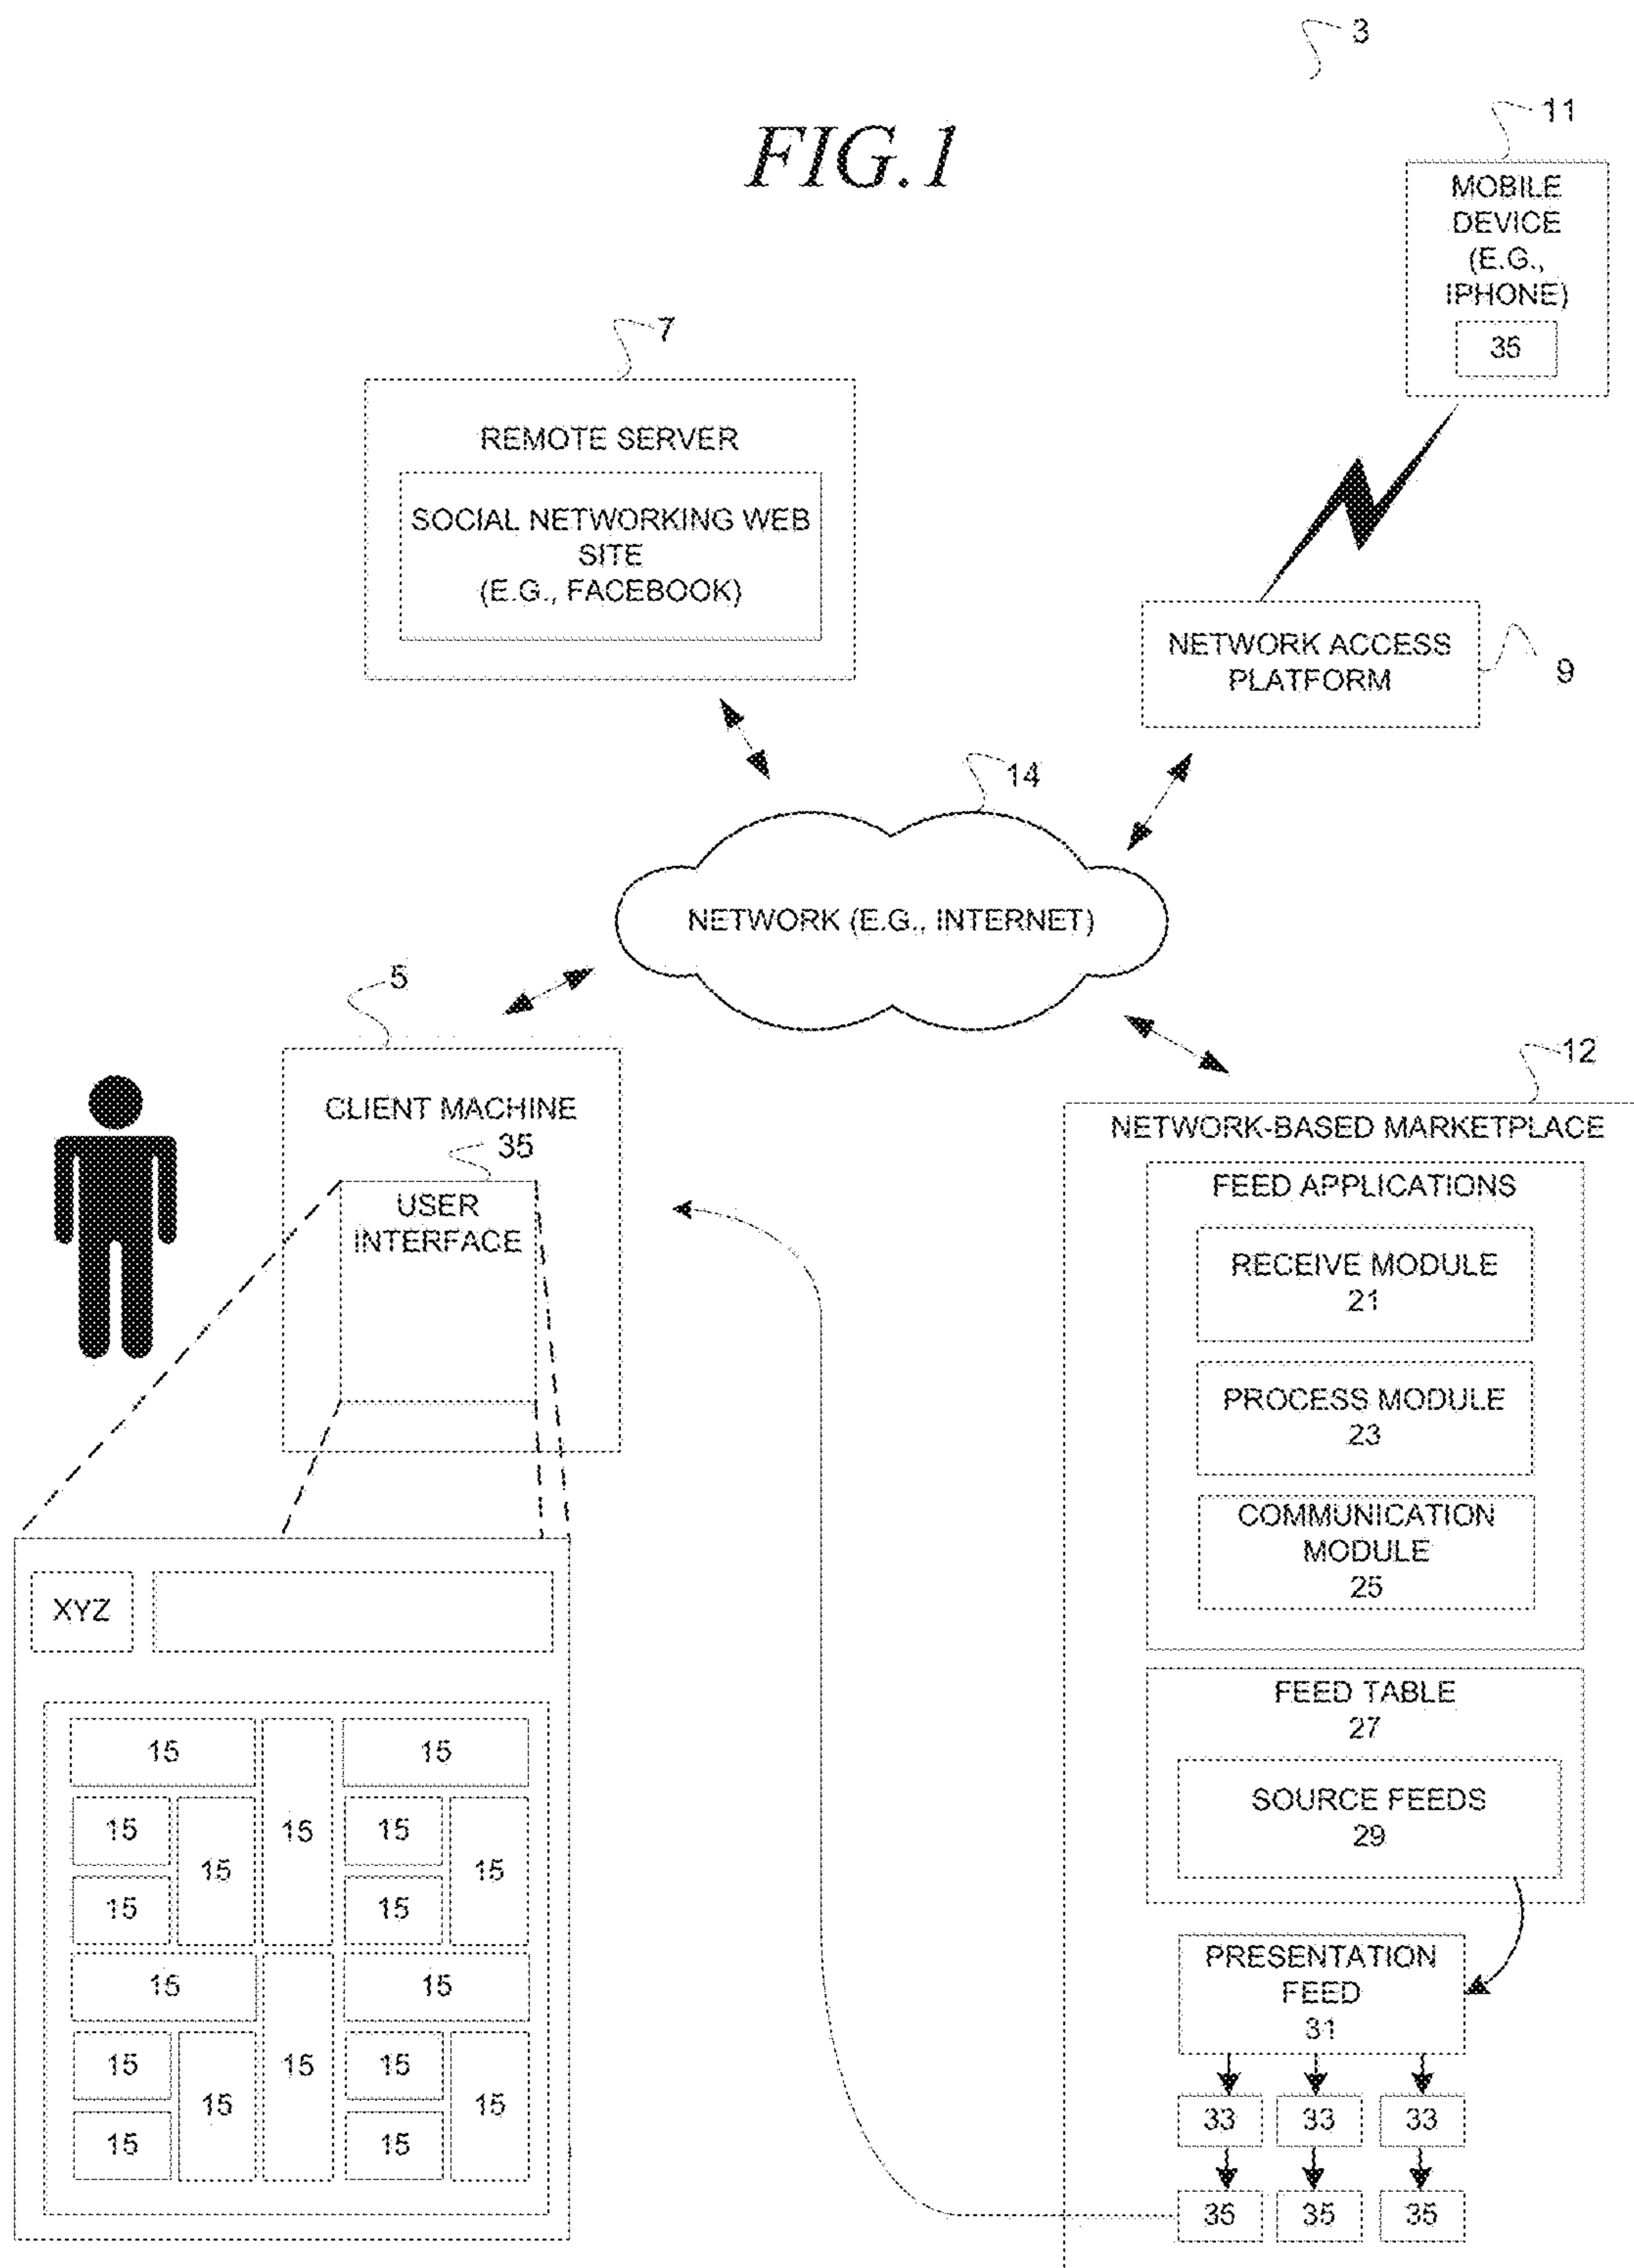 3
FIG.1
11
MOBILE
DEVICE
(E.G.,
IPHONE)
35
7
REMOTE SERVER
SOCIAL NETWORKING WEB
SITE
(E.G., FACEBOOK)
NETWORK ACCESS
PLATFORM
9
14
NETWORK (E.G., INTERNET)
5
CLIENT MACHINE
35
USER
INTERFACE
12
NETWORK-BASED MARKETPLACE
FEED APPLICATIONS
RECEIVE MODULE
21
PROCESS MODULE
23
COMMUNICATION
MODULE
25
FEED TABLE
27
SOURCE FEEDS
29
PRESENTATION
FEED
31
33 33 33
35 35 35
XYZ
15 15
15 15 15
15 15
15 15
15 15
15 15 15
15 15
15 15